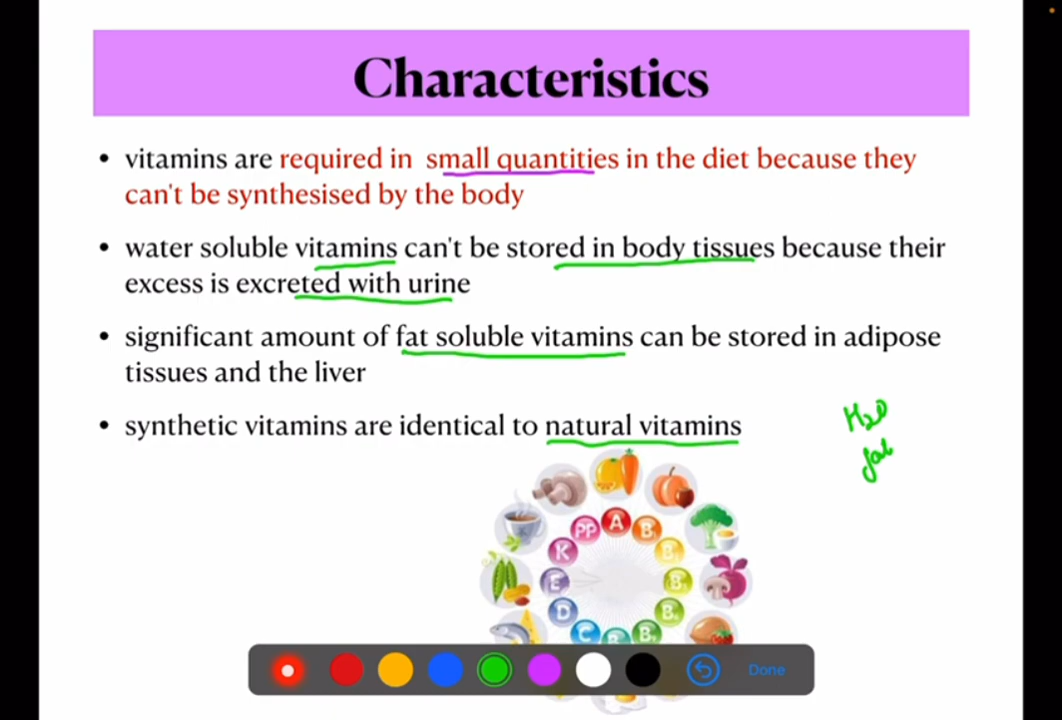 Characteristics
• vitamins are required in small quantities in the diet because they
can't be synthesised by the body
• water soluble vitamins can't be stored in body tissues because their
excess is excreted with urine
• significant amount of fat soluble vitamins can be stored in adipose
tissues and the liver
• synthetic vitamins are identical to natural vitamins
H2O
fat
PP A B
K B
E B
D B
C B
Done